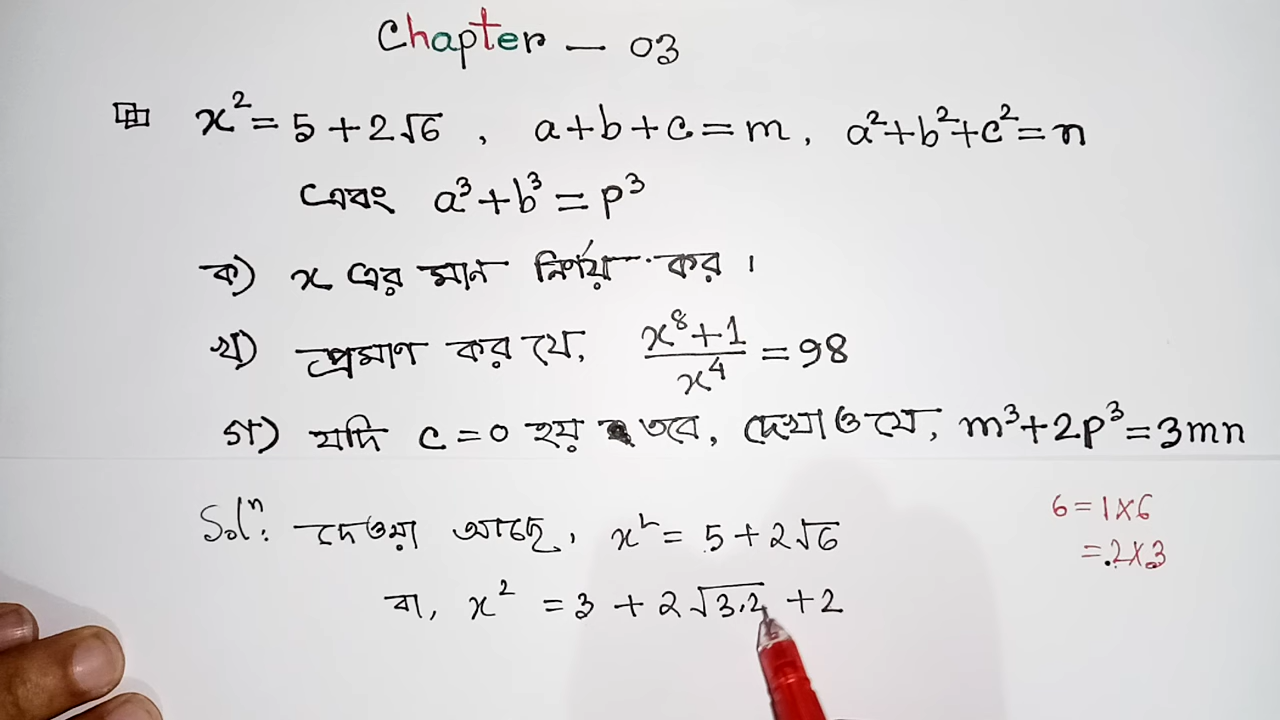 Chapter — 03
x² = 5 + 2√6 , a + b + c = m, a² + b² + c² = n
এবং a³ + b³ = p³
ক) x এর মান নির্ণয় কর ।
খ) প্রমাণ কর যে, (x⁸ + 1)/x⁴ = 98
গ) যদি c = 0 হয় তবে, দেখাও যে, m³ + 2p³ = 3mn
Solⁿ: দেওয়া আছে, x² = 5 + 2√6
বা, x² = 3 + 2√3.2 + 2
6 = 1×6
= 2×3